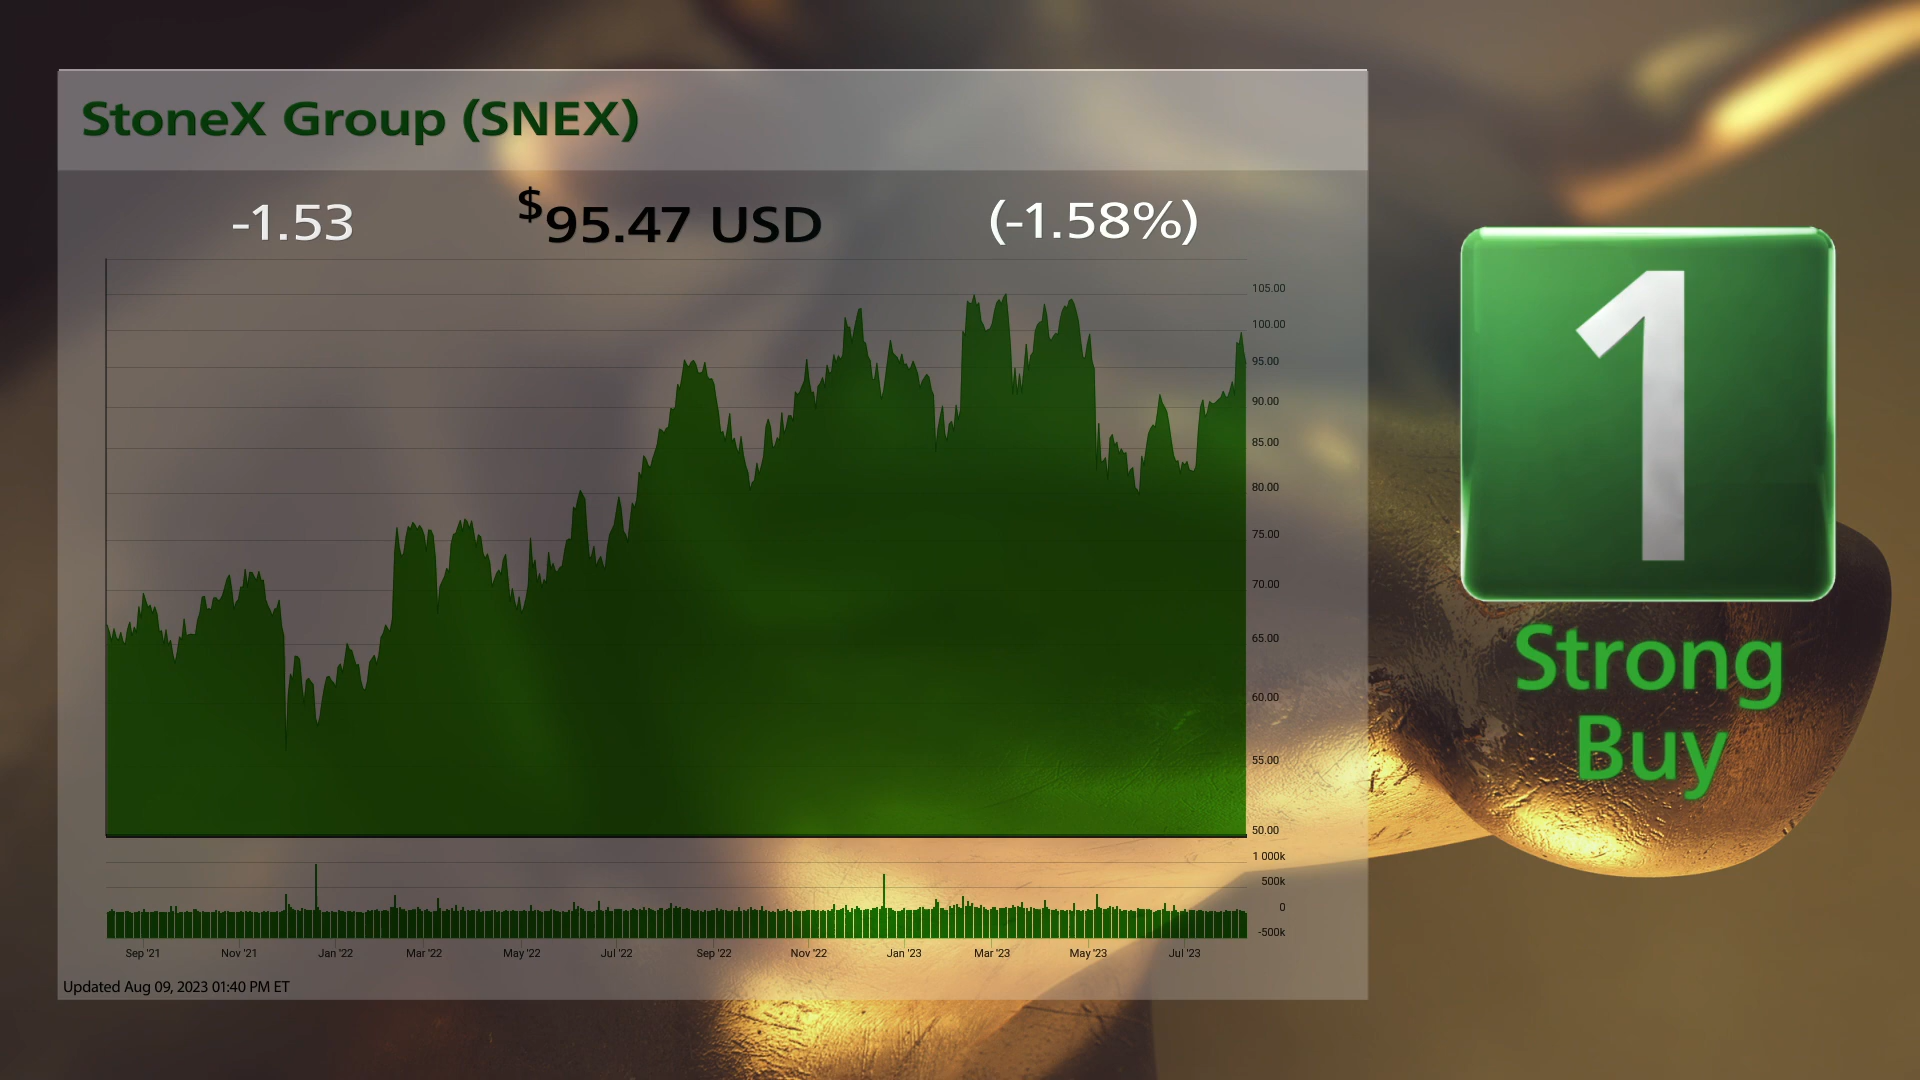 StoneX Group (SNEX)
-1.53 $95.47 USD (-1.58%)
105.00
100.00
95.00
90.00
85.00
80.00
75.00
70.00
65.00
60.00
55.00
50.00
1 000k
500k
0
-500k
Sep '21 Nov '21 Jan '22 Mar '22 May '22 Jul '22 Sep '22 Nov '22 Jan '23 Mar '23 May '23 Jul '23
Updated Aug 09, 2023 01:40 PM ET
1
Strong
Buy